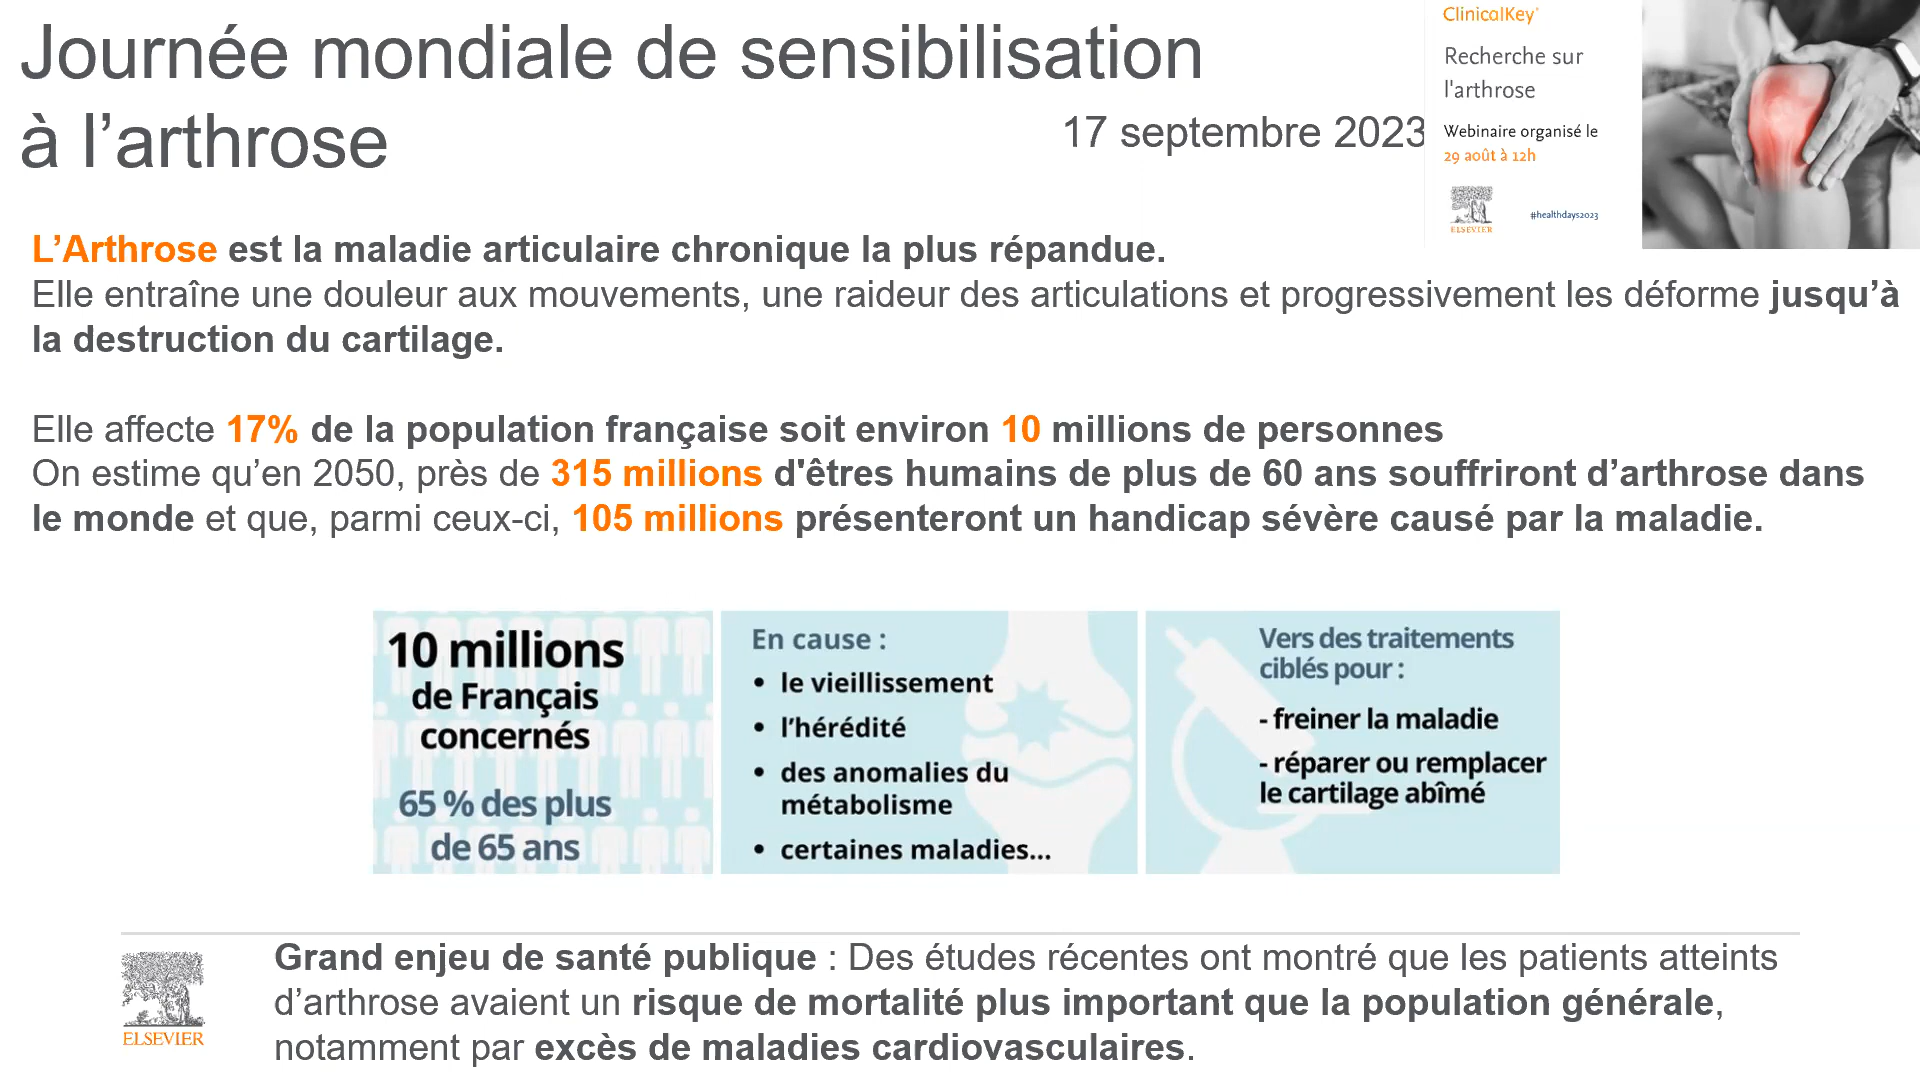 Journée mondiale de sensibilisation
à l’arthrose
17 septembre 2023
ClinicalKey®
Recherche sur
l'arthrose
Webinaire organisé le
29 août à 12h
ELSEVIER
#healthdays2023
L’Arthrose est la maladie articulaire chronique la plus répandue.
Elle entraîne une douleur aux mouvements, une raideur des articulations et progressivement les déforme jusqu’à
la destruction du cartilage.
Elle affecte 17% de la population française soit environ 10 millions de personnes
On estime qu’en 2050, près de 315 millions d'êtres humains de plus de 60 ans souffriront d’arthrose dans
le monde et que, parmi ceux-ci, 105 millions présenteront un handicap sévère causé par la maladie.
10 millions
de Français
concernés
65 % des plus
de 65 ans
En cause :
• le vieillissement
• l’hérédité
• des anomalies du
métabolisme
• certaines maladies...
Vers des traitements
ciblés pour :
- freiner la maladie
- réparer ou remplacer
le cartilage abîmé
ELSEVIER
Grand enjeu de santé publique : Des études récentes ont montré que les patients atteints
d’arthrose avaient un risque de mortalité plus important que la population générale,
notamment par excès de maladies cardiovasculaires.